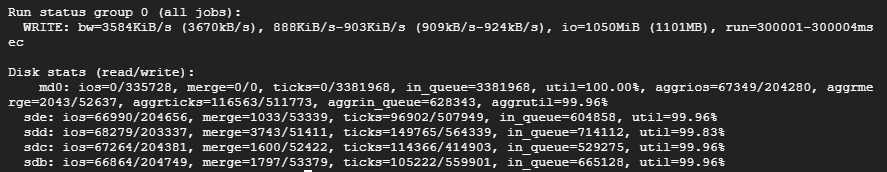 Run status group 0 (all jobs):
  WRITE: bw=3584KiB/s (3670kB/s), 888KiB/s-903KiB/s (909kB/s-924kB/s), io=1050MiB (1101MB), run=300001-300004ms
ec

Disk stats (read/write):
    md0: ios=0/335728, merge=0/0, ticks=0/3381968, in_queue=3381968, util=100.00%, aggrios=67349/204280, aggrme
rge=2043/52637, aggrticks=116563/511773, aggrin_queue=628343, aggrutil=99.96%
  sde: ios=66990/204656, merge=1033/53339, ticks=96902/507949, in_queue=604858, util=99.96%
  sdd: ios=68279/203337, merge=3743/51411, ticks=149765/564339, in_queue=714112, util=99.83%
  sdc: ios=67264/204381, merge=1600/52422, ticks=114366/414903, in_queue=529275, util=99.96%
  sdb: ios=66864/204749, merge=1797/53379, ticks=105222/559901, in_queue=665128, util=99.96%